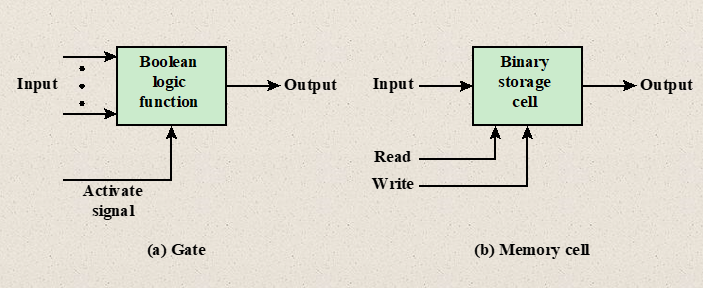 Input
Boolean
logic
function
Output
Activate
signal
(a) Gate
Input
Binary
storage
cell
Output
Read
Write
(b) Memory cell